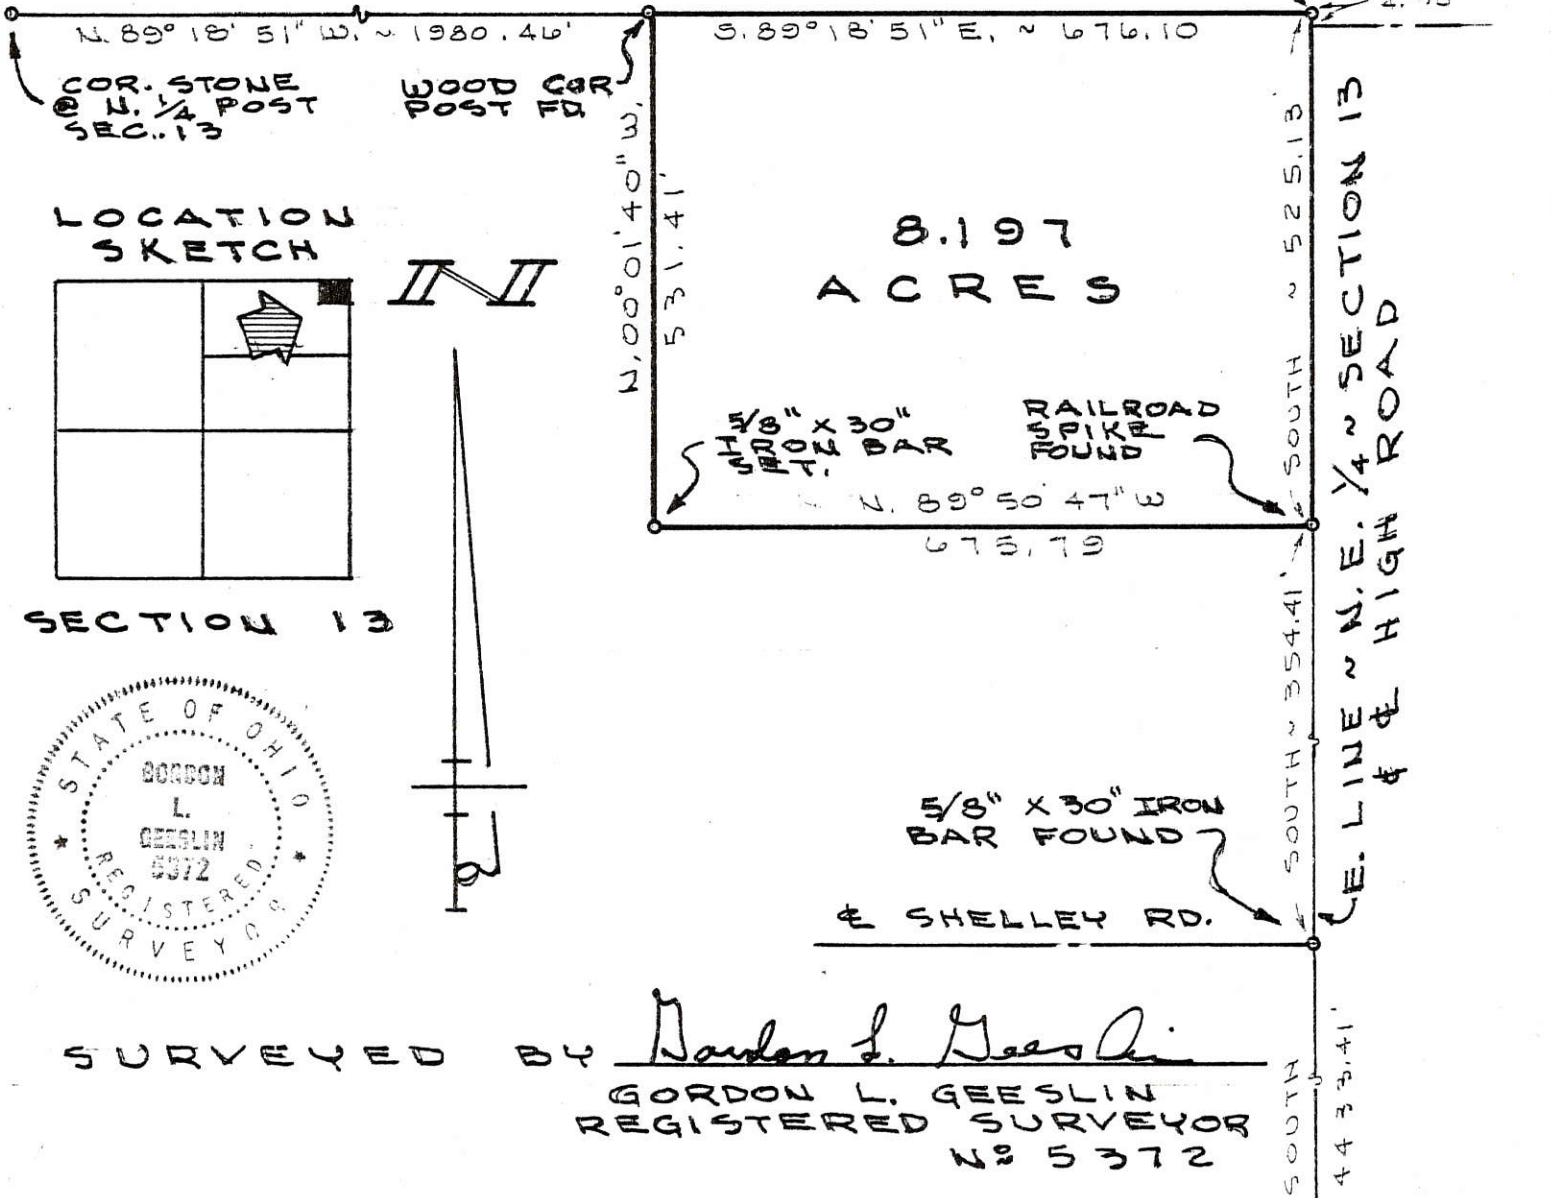 N. 89° 18' 51" W. ~ 1980.46'
S. 89° 18' 51" E. ~ 676.10
COR. STONE
@ N. ¼ POST
SEC. 13
WOOD COR
POST FD.
N. 00° 01' 40" W.
531.41'
SOUTH ~ 525.13'
8.197
ACRES
LOCATION
SKETCH
N
5/8" X 30"
IRON BAR
SET.
RAILROAD
SPIKE
FOUND
N. 89° 50' 47" W
675.79
SECTION 13
E. LINE ~ N.E. ¼ ~ SECTION 13
& ℄ HIGH ROAD
SOUTH ~ 354.41'
STATE OF OHIO
GORDON
L.
GEESLIN
5372
REGISTERED
SURVEYOR
5/8" X 30" IRON
BAR FOUND
℄ SHELLEY RD.
SOUTH
4433.41'
SURVEYED BY Gordon L. Geeslin
GORDON L. GEESLIN
REGISTERED SURVEYOR
Nº 5372